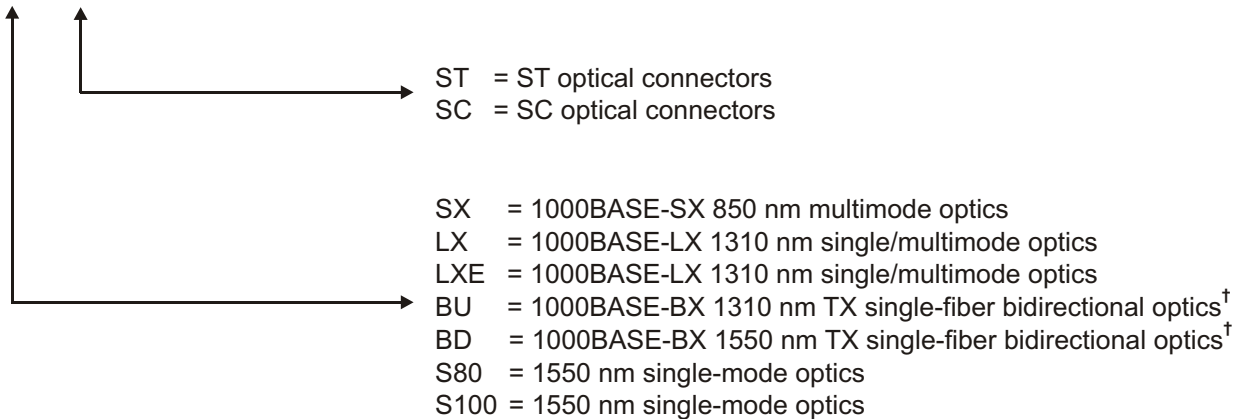 ST = ST optical connectors
SC = SC optical connectors
SX = 1000BASE-SX 850 nm multimode optics
LX = 1000BASE-LX 1310 nm single/multimode optics
LXE = 1000BASE-LX 1310 nm single/multimode optics
BU = 1000BASE-BX 1310 nm TX single-fiber bidirectional optics†
BD = 1000BASE-BX 1550 nm TX single-fiber bidirectional optics†
S80 = 1550 nm single-mode optics
S100 = 1550 nm single-mode optics